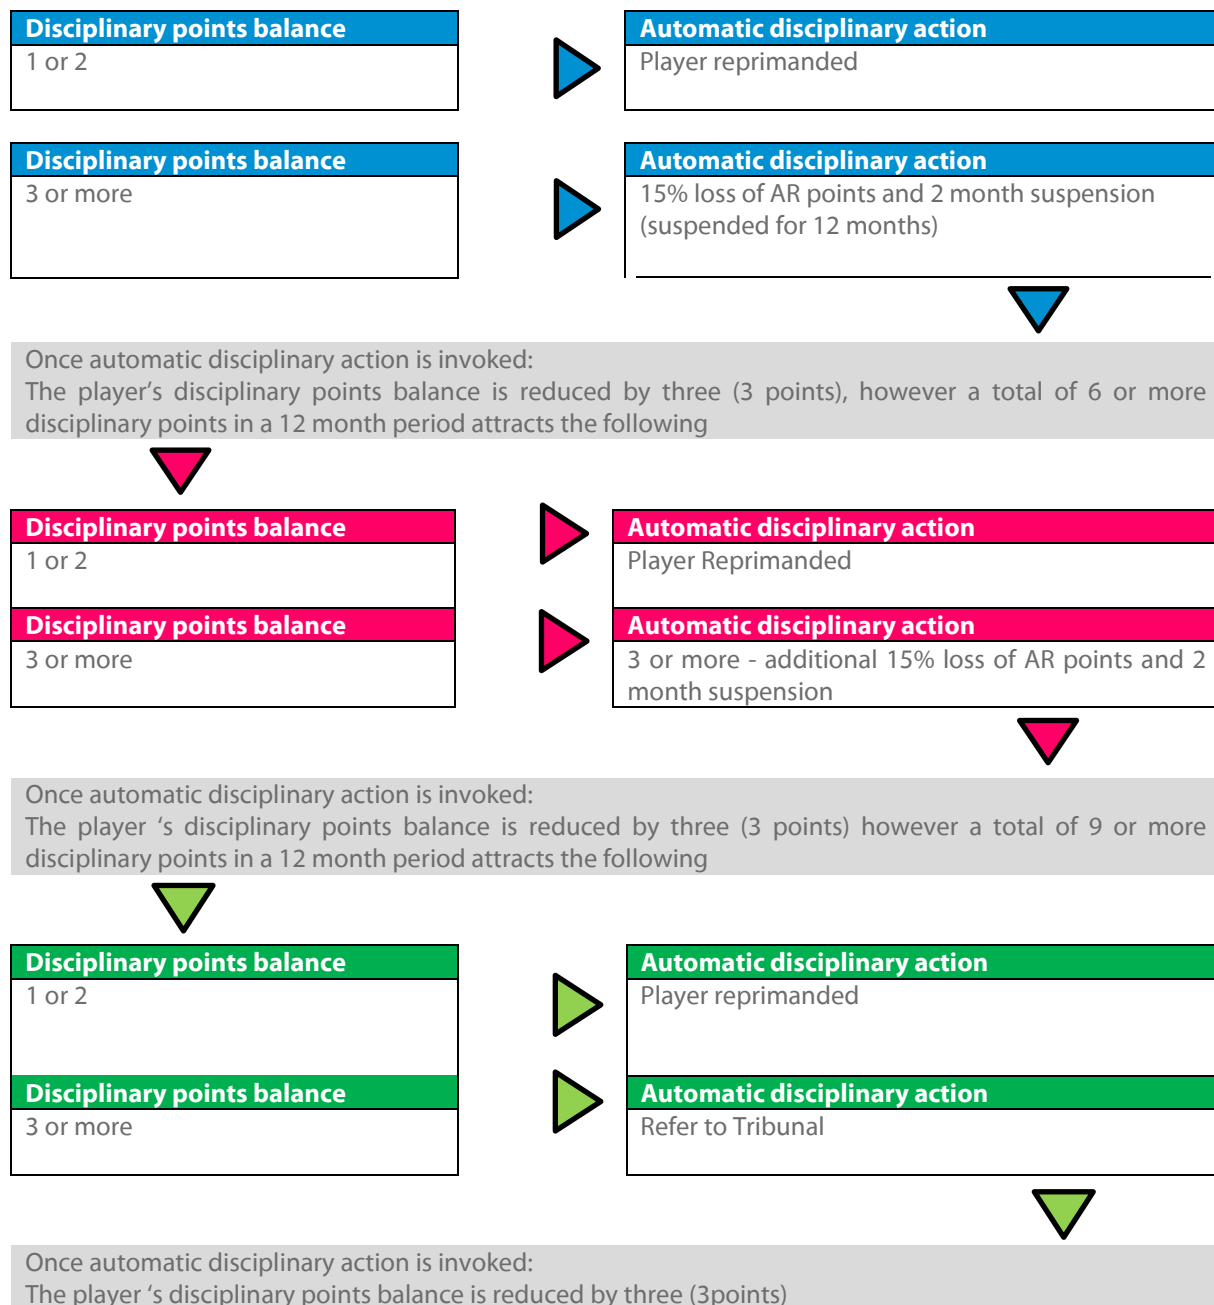 Disciplinary points balance
Automatic disciplinary action
1 or 2
Player reprimanded
Disciplinary points balance
Automatic disciplinary action
3 or more
15% loss of AR points and 2 month suspension
(suspended for 12 months)
Once automatic disciplinary action is invoked:
The player’s disciplinary points balance is reduced by three (3 points), however a total of 6 or more
disciplinary points in a 12 month period attracts the following
Disciplinary points balance
Automatic disciplinary action
1 or 2
Player Reprimanded
Disciplinary points balance
Automatic disciplinary action
3 or more
3 or more - additional 15% loss of AR points and 2
month suspension
Once automatic disciplinary action is invoked:
The player ‘s disciplinary points balance is reduced by three (3 points) however a total of 9 or more
disciplinary points in a 12 month period attracts the following
Disciplinary points balance
Automatic disciplinary action
1 or 2
Player reprimanded
Disciplinary points balance
Automatic disciplinary action
3 or more
Refer to Tribunal
Once automatic disciplinary action is invoked:
The player ‘s disciplinary points balance is reduced by three (3points)